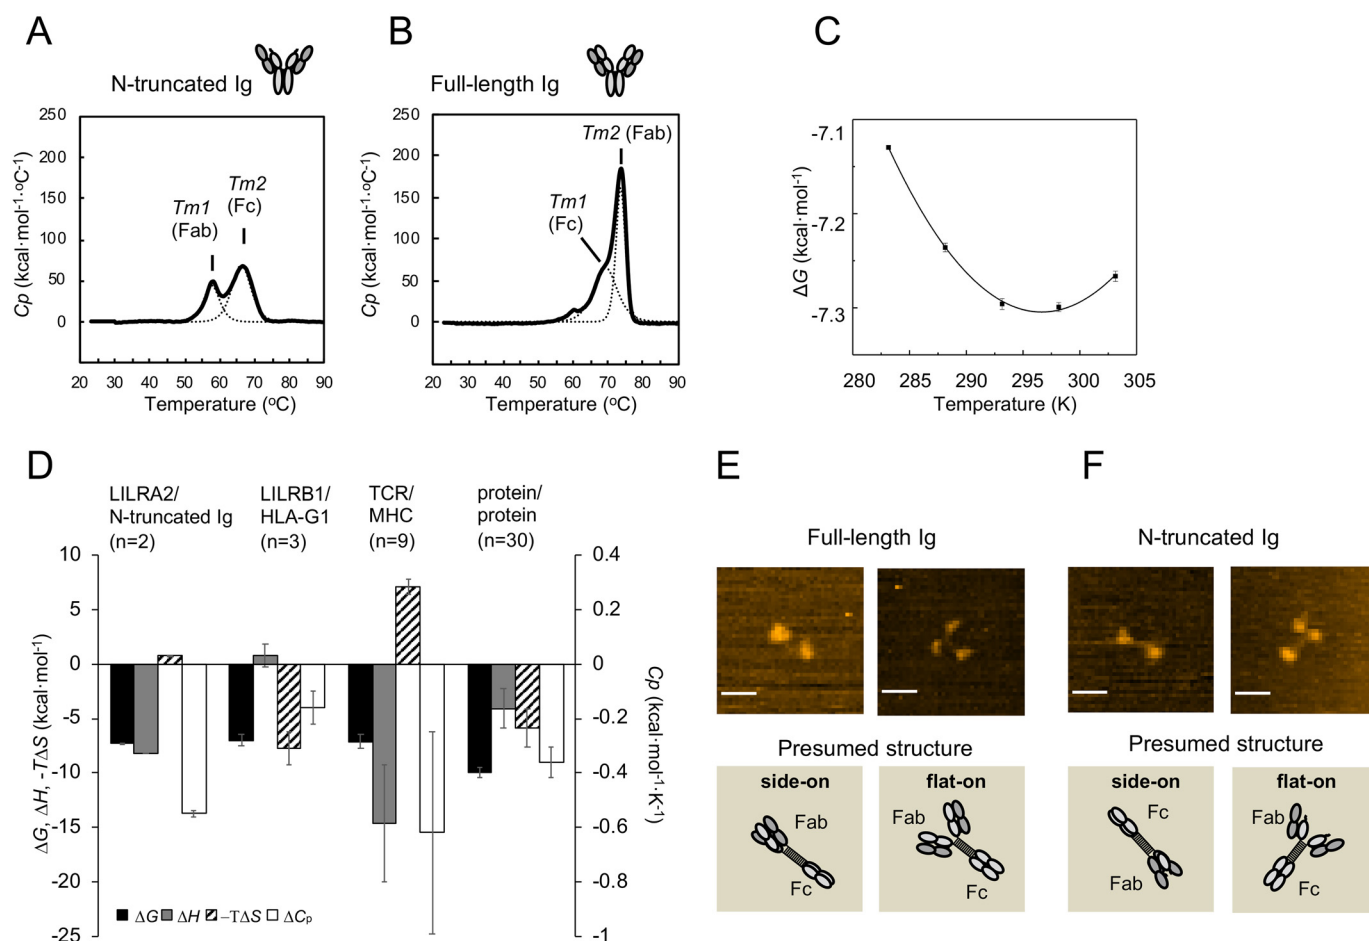 A
N-truncated Ig
250
200
150
100
50
0
Cp (kcal·mol⁻¹·ºC⁻¹)
Tm1
(Fab)
Tm2
(Fc)
20 30 40 50 60 70 80 90
Temperature (ºC)
B
Full-length Ig
250
200
150
100
50
0
Cp (kcal·mol⁻¹·ºC⁻¹)
Tm2 (Fab)
Tm1
(Fc)
20 30 40 50 60 70 80 90
Temperature (ºC)
C
-7.1
-7.2
-7.3
ΔG (kcal·mol⁻¹)
280 285 290 295 300 305
Temperature (K)
D
LILRA2/
N-truncated Ig
(n=2)
LILRB1/
HLA-G1
(n=3)
TCR/
MHC
(n=9)
protein/
protein
(n=30)
10
5
0
-5
-10
-15
-20
-25
ΔG, ΔH, -TΔS (kcal·mol⁻¹)
0.4
0.2
0
-0.2
-0.4
-0.6
-0.8
-1
Cp (kcal·mol⁻¹·K⁻¹)
ΔG ΔH −TΔS ΔCp
E
Full-length Ig
Presumed structure
side-on
Fab
Fc
flat-on
Fab
Fc
F
N-truncated Ig
Presumed structure
side-on
Fc
Fab
flat-on
Fab
Fc